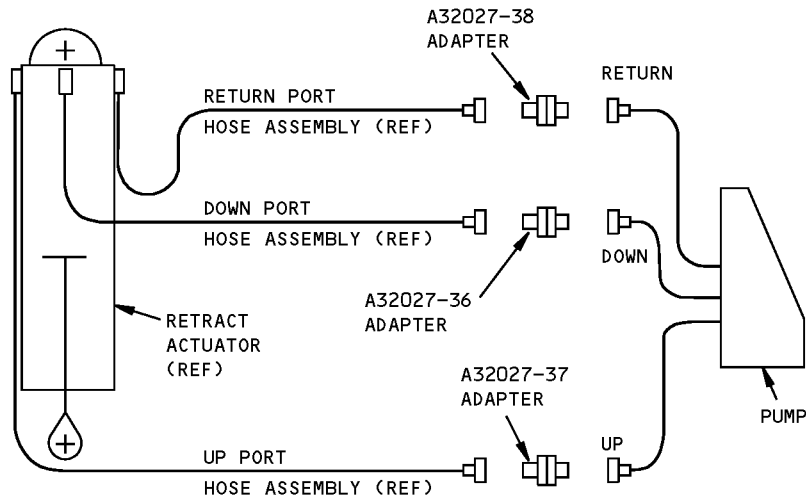 A32027-38
ADAPTER
RETURN
RETURN PORT
HOSE ASSEMBLY (REF)
DOWN PORT
HOSE ASSEMBLY (REF)
DOWN
A32027-36
ADAPTER
RETRACT
ACTUATOR
(REF)
A32027-37
ADAPTER
PUMP
UP
UP PORT
HOSE ASSEMBLY (REF)